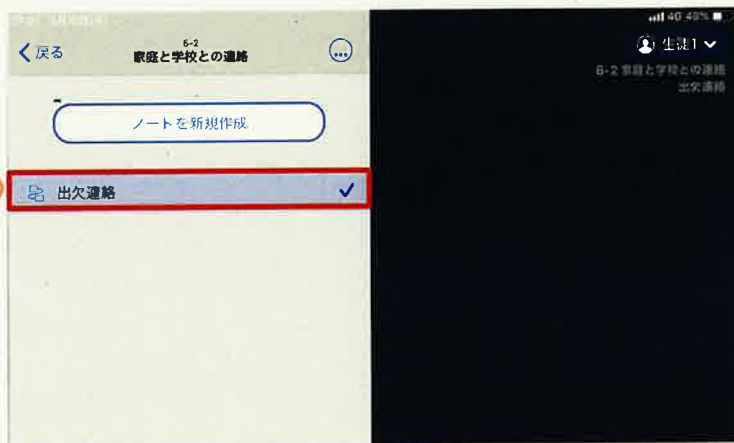 4G 48%
戻る
6-2
家庭と学校との連絡
生徒1
6-2 家庭と学校との連絡
出欠連絡
ノートを新規作成
出欠連絡